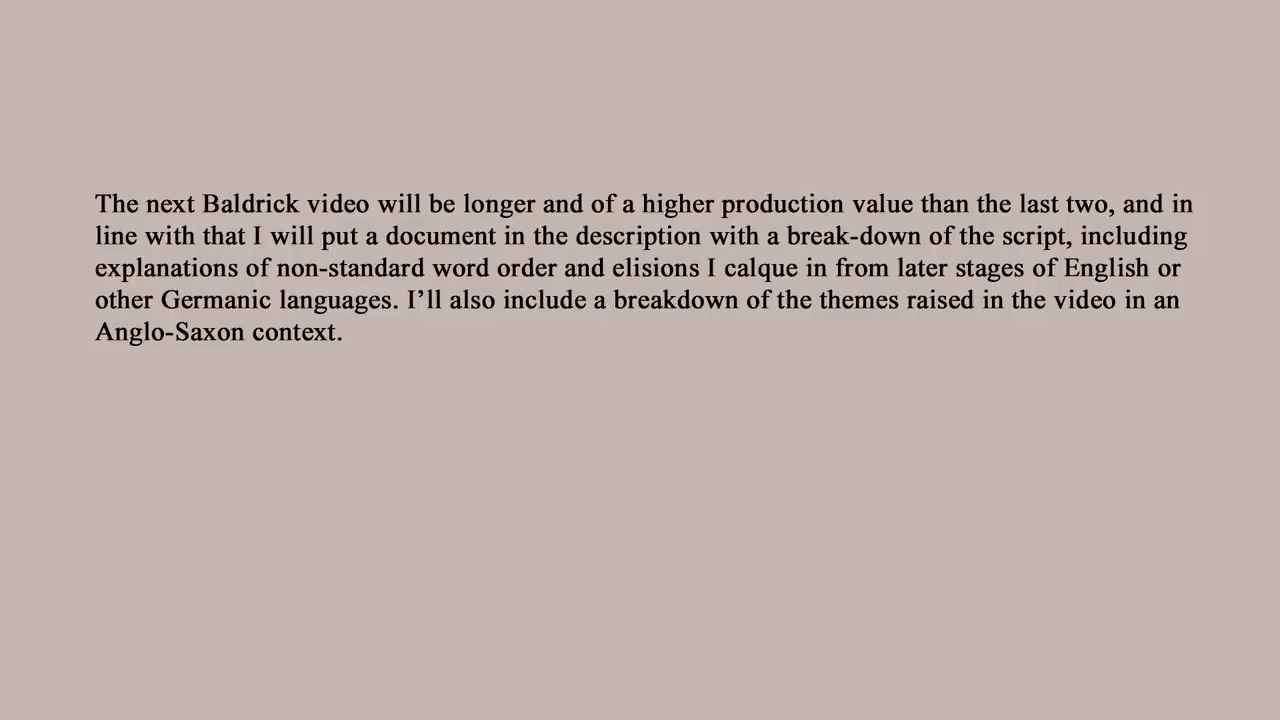 The next Baldrick video will be longer and of a higher production value than the last two, and in
line with that I will put a document in the description with a break-down of the script, including
explanations of non-standard word order and elisions I calque in from later stages of English or
other Germanic languages. I’ll also include a breakdown of the themes raised in the video in an
Anglo-Saxon context.